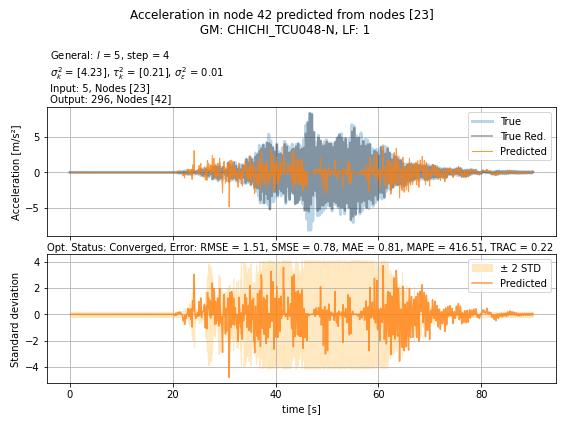 Acceleration in node 42 predicted from nodes [23]
GM: CHICHI_TCU048-N, LF: 1
General: l = 5, step = 4
σ²ₖ = [4.23], τ²ₖ = [0.21], σ²ε = 0.01
Input: 5, Nodes [23]
Output: 296, Nodes [42]
Acceleration [m/s²]
5
0
−5
True
True Red.
Predicted
Opt. Status: Converged, Error: RMSE = 1.51, SMSE = 0.78, MAE = 0.81, MAPE = 416.51, TRAC = 0.22
Standard deviation
4
2
0
−2
−4
± 2 STD
Predicted
0 20 40 60 80
time [s]